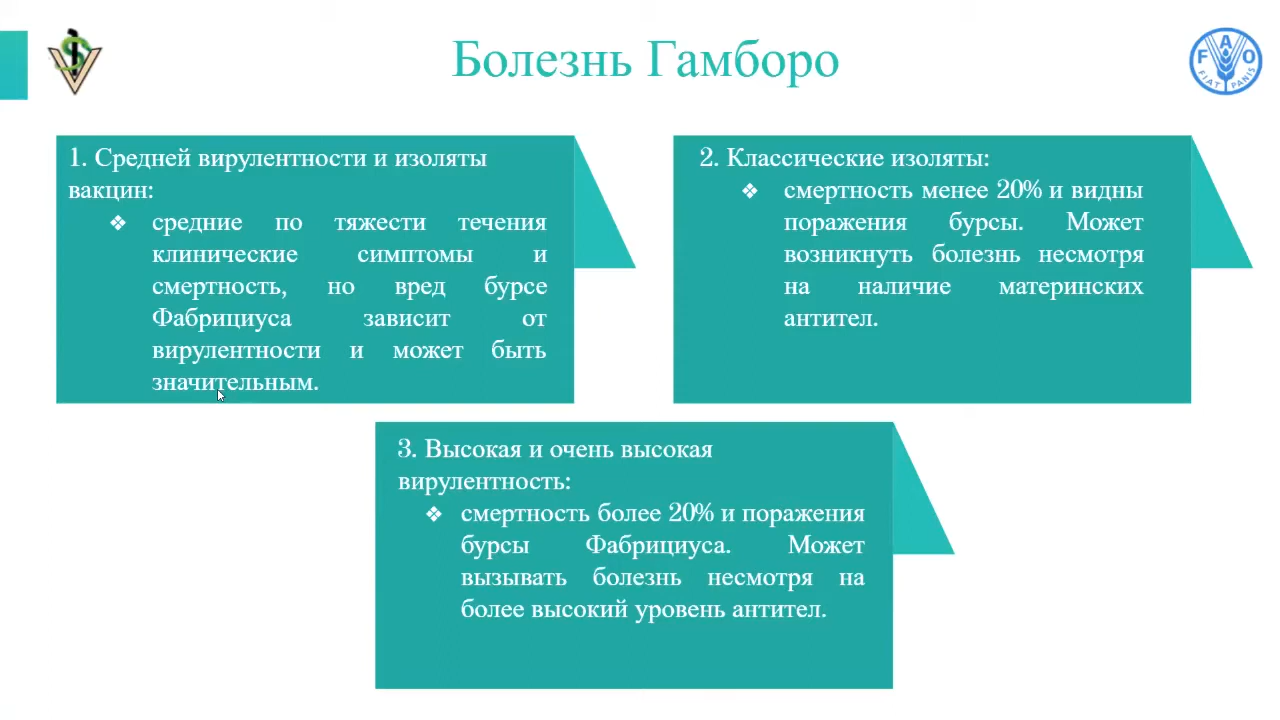 Болезнь Гамборо
F A O
FIAT PANIS
1. Средней вирулентности и изоляты
вакцин:
❖ средние по тяжести течения
клинические симптомы и
смертность, но вред бурсе
Фабрициуса зависит от
вирулентности и может быть
значительным.
2. Классические изоляты:
❖ смертность менее 20% и видны
поражения бурсы. Может
возникнуть болезнь несмотря
на наличие материнских
антител.
3. Высокая и очень высокая
вирулентность:
❖ смертность более 20% и поражения
бурсы Фабрициуса. Может
вызывать болезнь несмотря на
более высокий уровень антител.